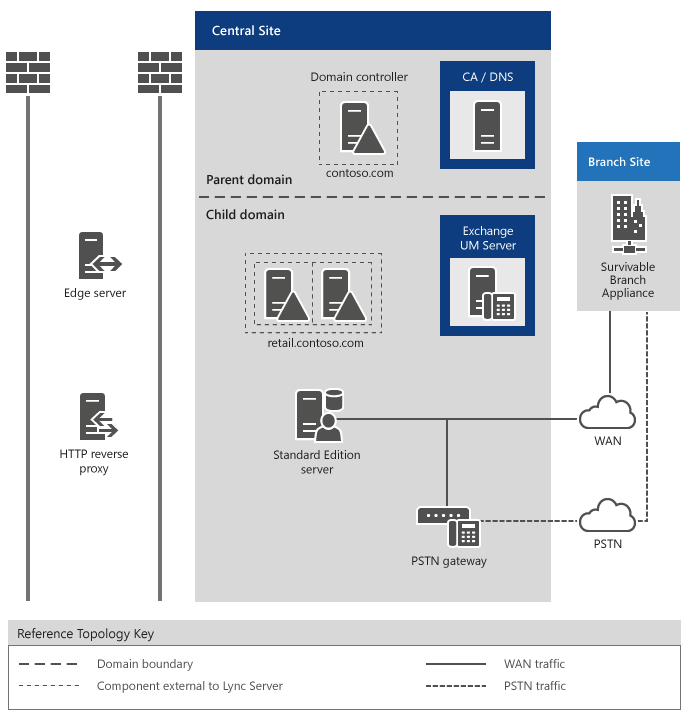 Central Site
Domain controller
CA / DNS
contoso.com
Parent domain
Child domain
Branch Site
Exchange
UM Server
Survivable
Branch
Appliance
Edge server
retail.contoso.com
Standard Edition
server
WAN
HTTP reverse
proxy
PSTN gateway
PSTN
Reference Topology Key
Domain boundary
WAN traffic
Component external to Lync Server
PSTN traffic